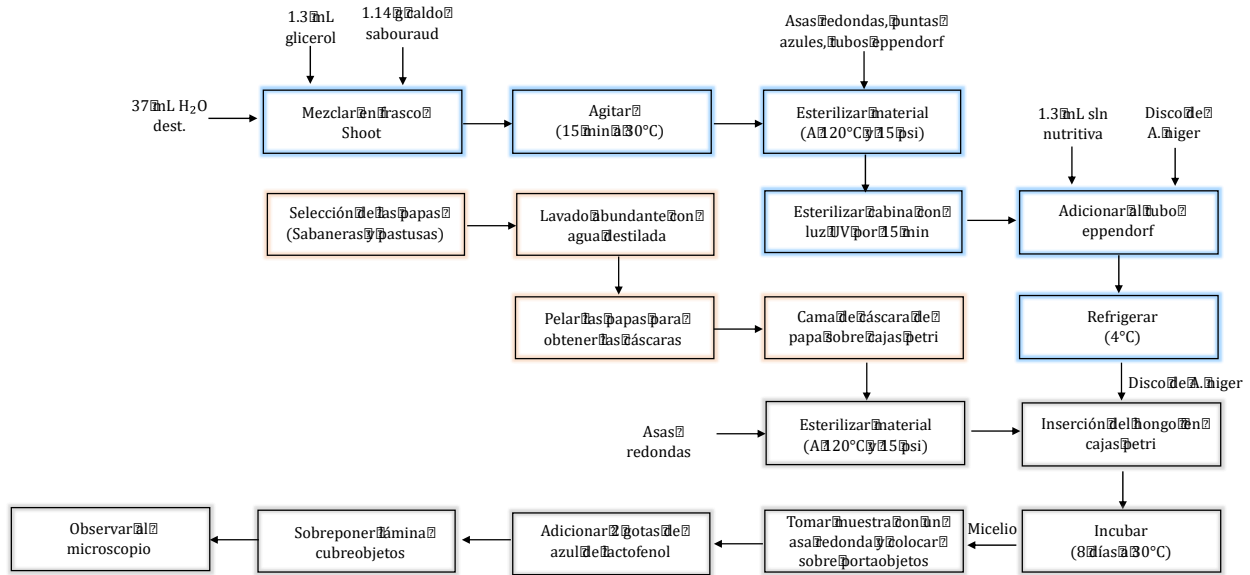 1.3 mL
glicerol
1.14 g caldo
sabouraud
Asas redondas, puntas
azules, tubos eppendorf
37 mL H₂O
dest.
Mezclar en frasco
Shoot
Agitar
(15 min a 30°C)
Esterilizar material
(A 120°C y 15 psi)
1.3 mL sln
nutritiva
Disco de
A. niger
Selección de las papas
(Sabaneras y pastusas)
Lavado abundante con
agua destilada
Esterilizar cabina con
luz UV por 15 min
Adicionar al tubo
eppendorf
Pelar las papas para
obtener las cáscaras
Cama de cáscara de
papa sobre cajas petri
Refrigerar
(4°C)
Disco de A. niger
Asas
redondas
Esterilizar material
(A 120°C y 15 psi)
Inserción del hongo en
cajas petri
Observar al
microscopio
Sobreponer lámina
cubreobjetos
Adicionar 2 gotas de
azul de lactofenol
Tomar muestra con un
asa redonda y colocar
sobre portaobjetos
Micelio
Incubar
(8 días a 30°C)